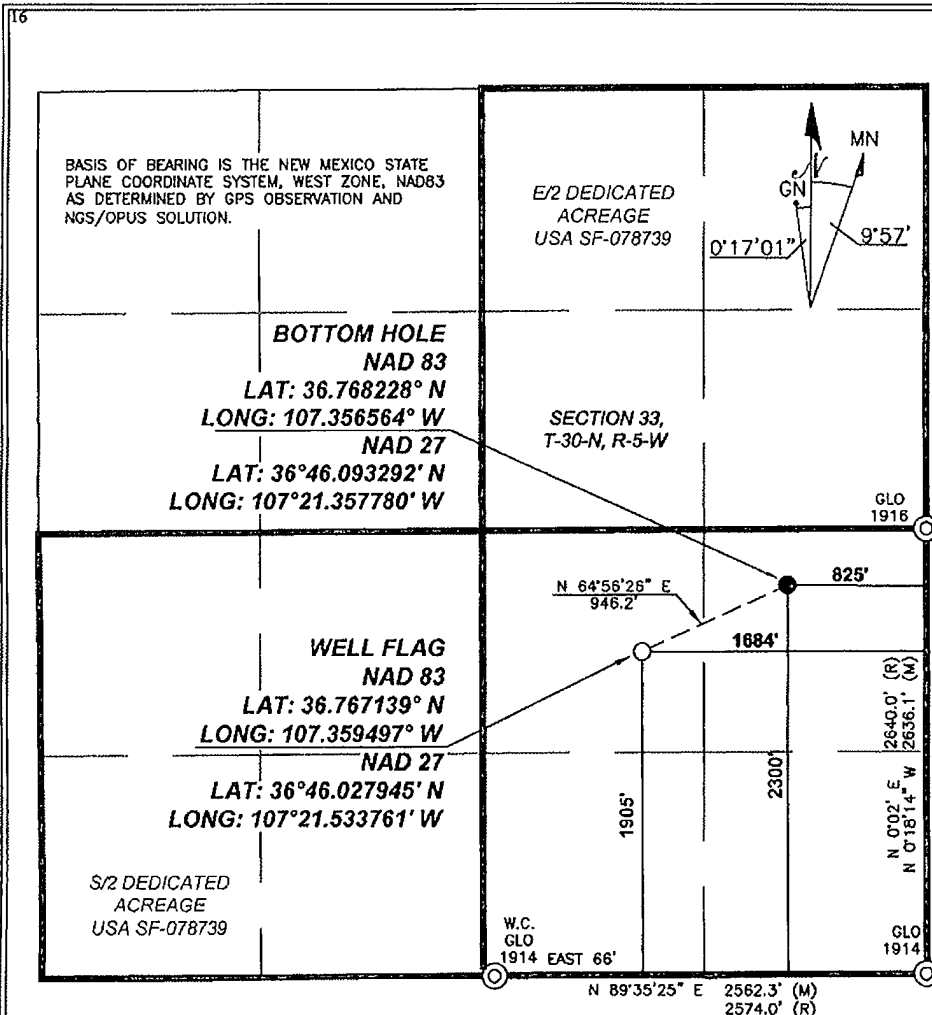 16
BASIS OF BEARING IS THE NEW MEXICO STATE
PLANE COORDINATE SYSTEM, WEST ZONE, NAD83
AS DETERMINED BY GPS OBSERVATION AND
NGS/OPUS SOLUTION.
E/2 DEDICATED
ACREAGE
USA SF-078739
MN
GN
0°17'01"
9°57'
BOTTOM HOLE
NAD 83
LAT: 36.768228° N
LONG: 107.356564° W
NAD 27
LAT: 36°46.093292' N
LONG: 107°21.357780' W
SECTION 33,
T-30-N, R-5-W
GLO
1916
825'
N 64°56'26" E
946.2'
1684'
WELL FLAG
NAD 83
LAT: 36.767139° N
LONG: 107.359497° W
NAD 27
LAT: 36°46.027945' N
LONG: 107°21.533761' W
1905'
2300'
N 0°02' E 2640.0' (R)
N 0°18'14" W 2636.1' (M)
S/2 DEDICATED
ACREAGE
USA SF-078739
W.C.
GLO
1914 EAST 66'
GLO
1914
N 89°35'25" E 2562.3' (M)
2574.0' (R)